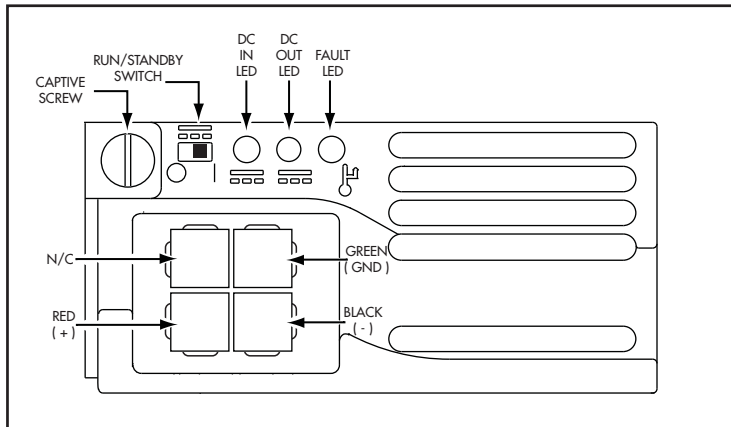 DC
IN
LED
DC
OUT
LED
FAULT
LED
RUN/STANDBY
SWITCH
CAPTIVE
SCREW
N/C
GREEN
( GND )
RED
( + )
BLACK
( - )